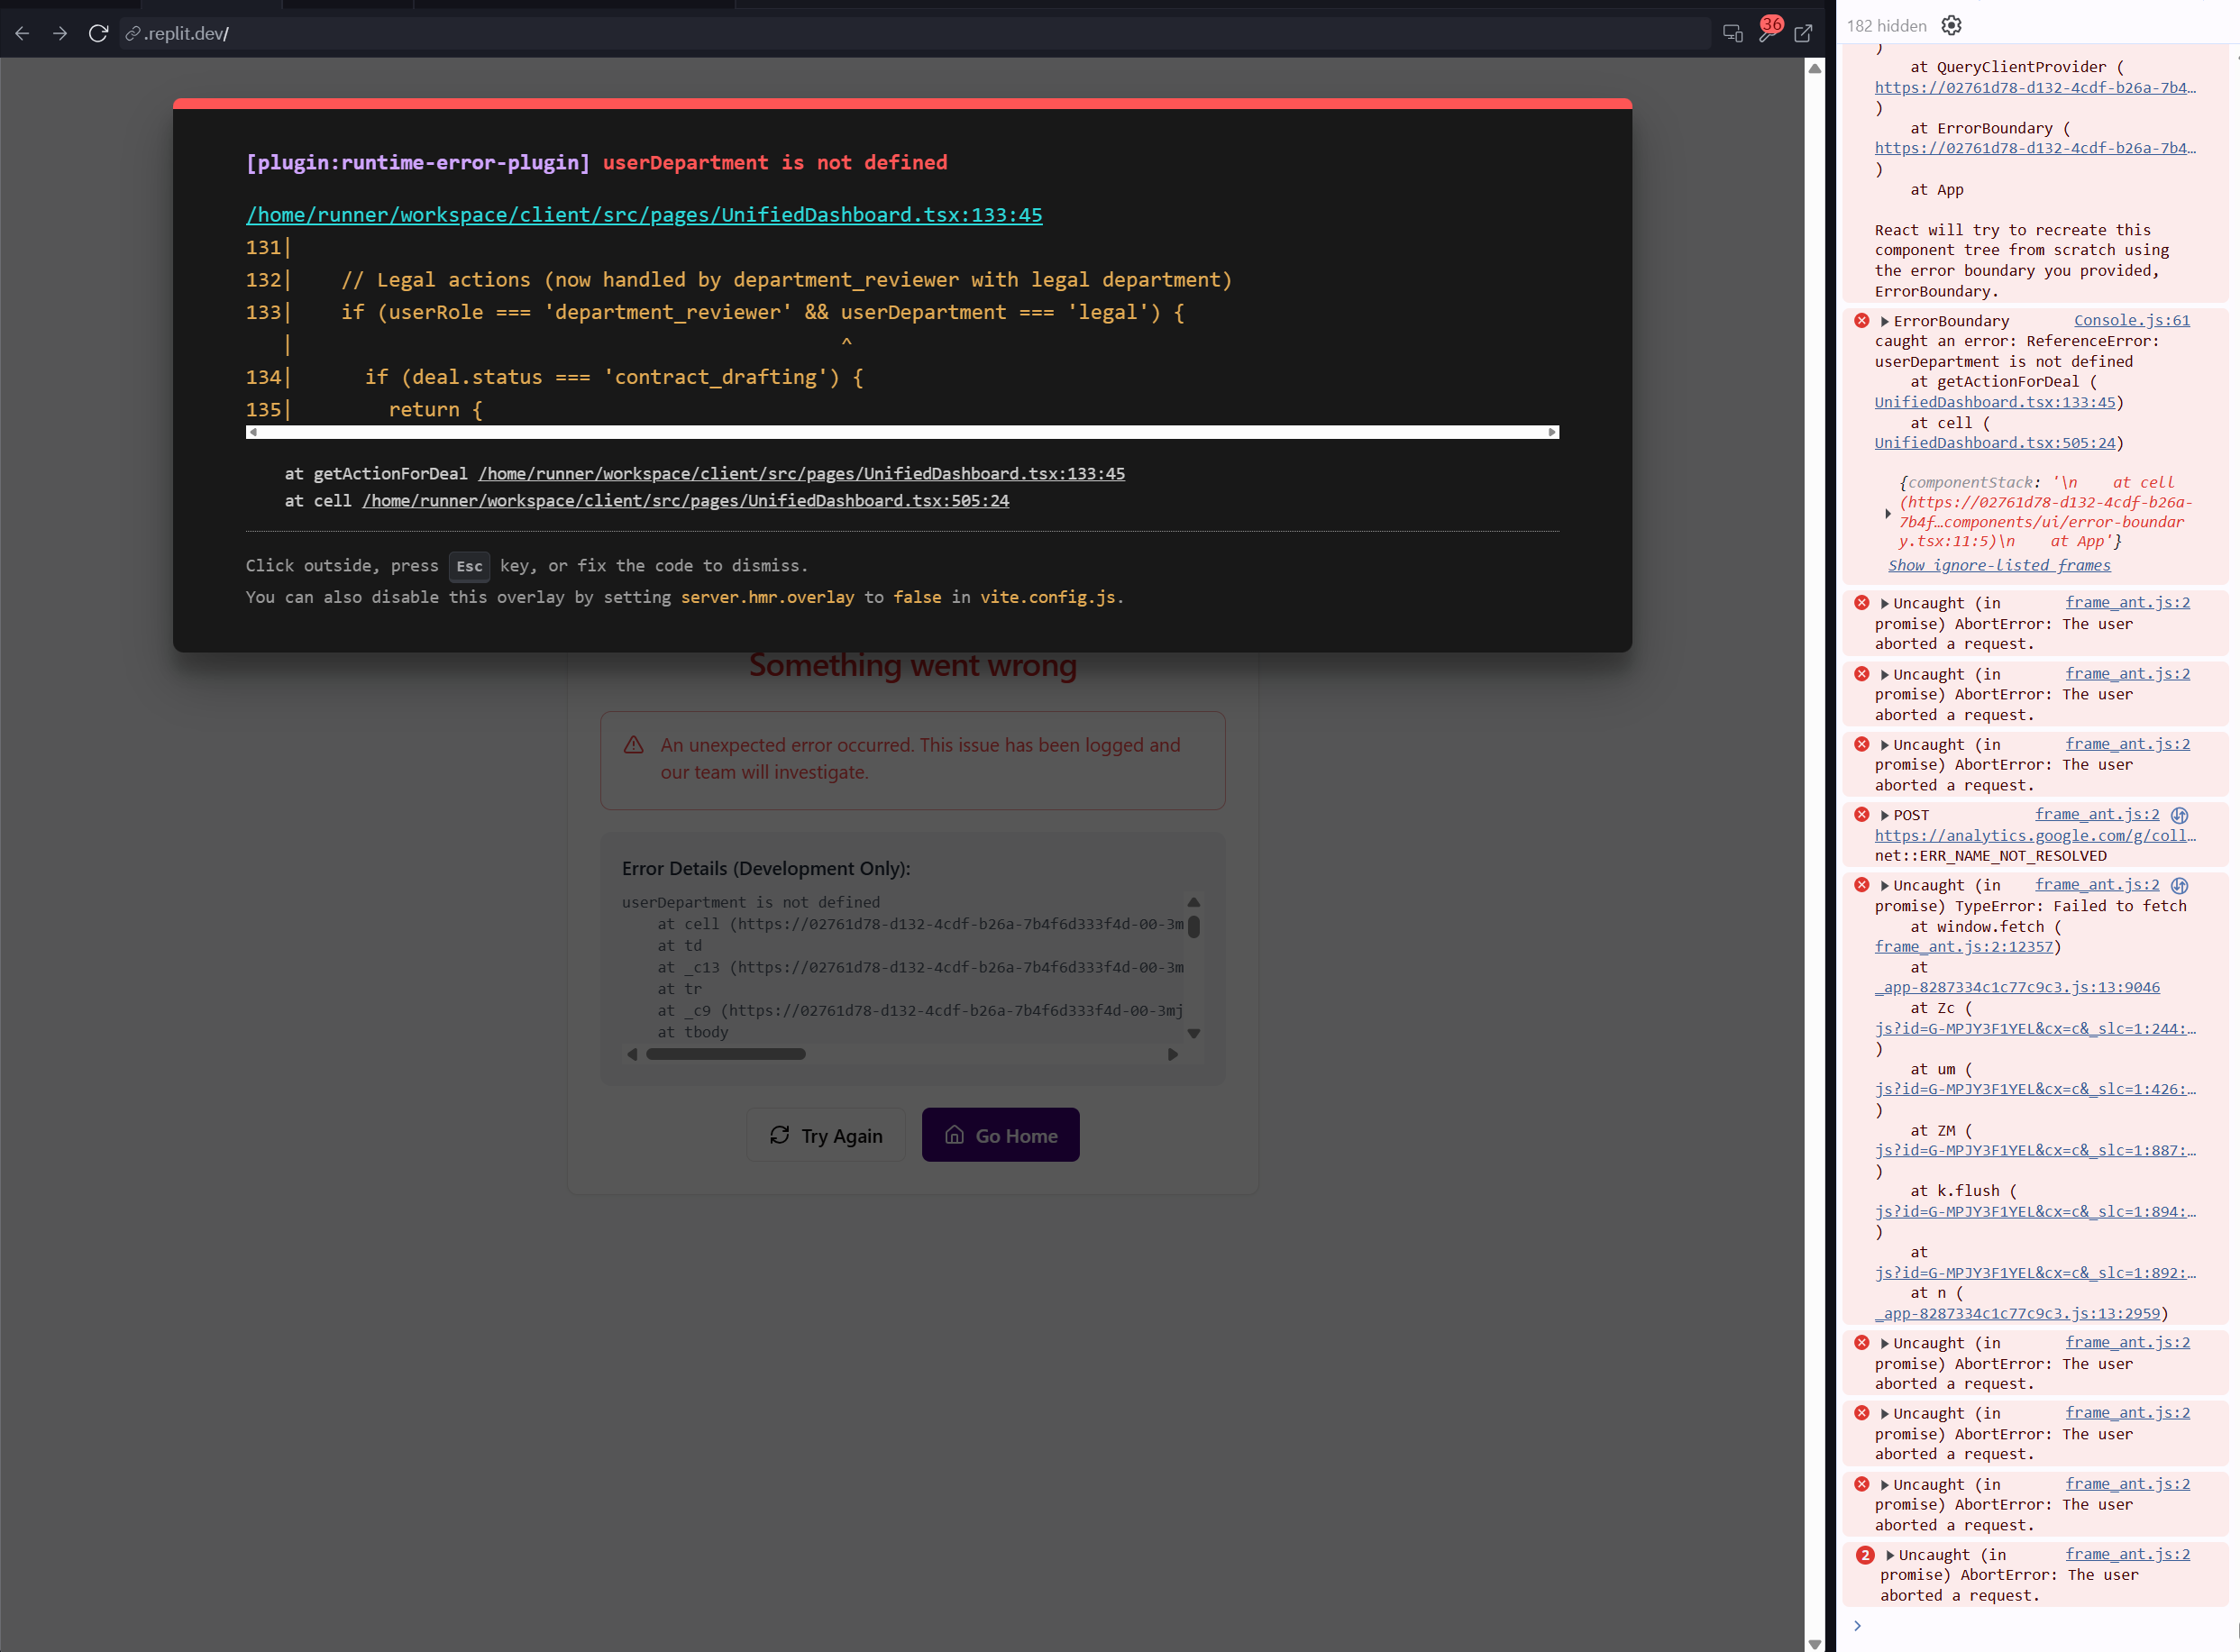 .replit.dev/
36
[plugin:runtime-error-plugin] userDepartment is not defined
/home/runner/workspace/client/src/pages/UnifiedDashboard.tsx:133:45
131|
132|    // Legal actions (now handled by department_reviewer with legal department)
133|    if (userRole === 'department_reviewer' && userDepartment === 'legal') {
|                                              ^
134|      if (deal.status === 'contract_drafting') {
135|        return {
at getActionForDeal /home/runner/workspace/client/src/pages/UnifiedDashboard.tsx:133:45
at cell /home/runner/workspace/client/src/pages/UnifiedDashboard.tsx:505:24
Click outside, press Esc key, or fix the code to dismiss.
You can also disable this overlay by setting server.hmr.overlay to false in vite.config.js.
Something went wrong
An unexpected error occurred. This issue has been logged and
our team will investigate.
Error Details (Development Only):
userDepartment is not defined
at cell (https://02761d78-d132-4cdf-b26a-7b4f6d333f4d-00-3m
at td
at _c13 (https://02761d78-d132-4cdf-b26a-7b4f6d333f4d-00-3m
at tr
at _c9 (https://02761d78-d132-4cdf-b26a-7b4f6d333f4d-00-3mj
at tbody
Try Again
Go Home
182 hidden
)
at QueryClientProvider (
https://02761d78-d132-4cdf-b26a-7b4…
)
at ErrorBoundary (
https://02761d78-d132-4cdf-b26a-7b4…
)
at App
React will try to recreate this
component tree from scratch using
the error boundary you provided,
ErrorBoundary.
ErrorBoundary Console.js:61
caught an error: ReferenceError:
userDepartment is not defined
at getActionForDeal (
UnifiedDashboard.tsx:133:45)
at cell (
UnifiedDashboard.tsx:505:24)
{componentStack: '\n    at cell
(https://02761d78-d132-4cdf-b26a-
7b4f…components/ui/error-boundar
y.tsx:11:5)\n    at App'}
Show ignore-listed frames
Uncaught (in frame_ant.js:2
promise) AbortError: The user
aborted a request.
Uncaught (in frame_ant.js:2
promise) AbortError: The user
aborted a request.
Uncaught (in frame_ant.js:2
promise) AbortError: The user
aborted a request.
POST frame_ant.js:2
https://analytics.google.com/g/coll…
net::ERR_NAME_NOT_RESOLVED
Uncaught (in frame_ant.js:2
promise) TypeError: Failed to fetch
at window.fetch (
frame_ant.js:2:12357)
at
_app-8287334c1c77c9c3.js:13:9046
at Zc (
js?id=G-MPJY3F1YEL&cx=c&_slc=1:244:…
)
at um (
js?id=G-MPJY3F1YEL&cx=c&_slc=1:426:…
)
at ZM (
js?id=G-MPJY3F1YEL&cx=c&_slc=1:887:…
)
at k.flush (
js?id=G-MPJY3F1YEL&cx=c&_slc=1:894:…
)
at
js?id=G-MPJY3F1YEL&cx=c&_slc=1:892:…
at n (
_app-8287334c1c77c9c3.js:13:2959)
Uncaught (in frame_ant.js:2
promise) AbortError: The user
aborted a request.
Uncaught (in frame_ant.js:2
promise) AbortError: The user
aborted a request.
Uncaught (in frame_ant.js:2
promise) AbortError: The user
aborted a request.
2 Uncaught (in frame_ant.js:2
promise) AbortError: The user
aborted a request.